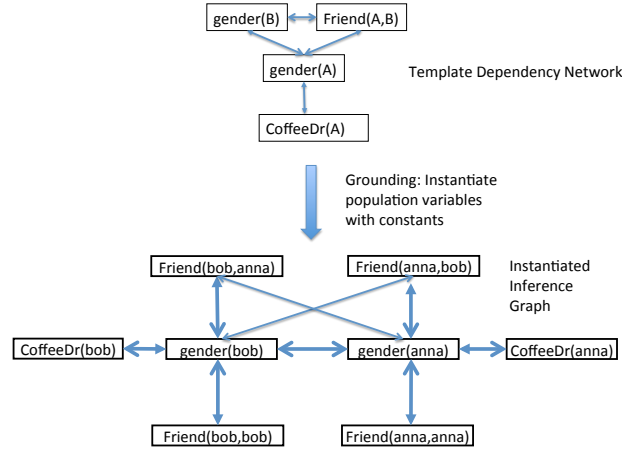 gender(B)
Friend(A,B)
gender(A)
Template Dependency Network
CoffeeDr(A)
Grounding: Instantiate
population variables
with constants
Friend(bob,anna)
Friend(anna,bob)
Instantiated
Inference
Graph
CoffeeDr(bob)
gender(bob)
gender(anna)
CoffeeDr(anna)
Friend(bob,bob)
Friend(anna,anna)